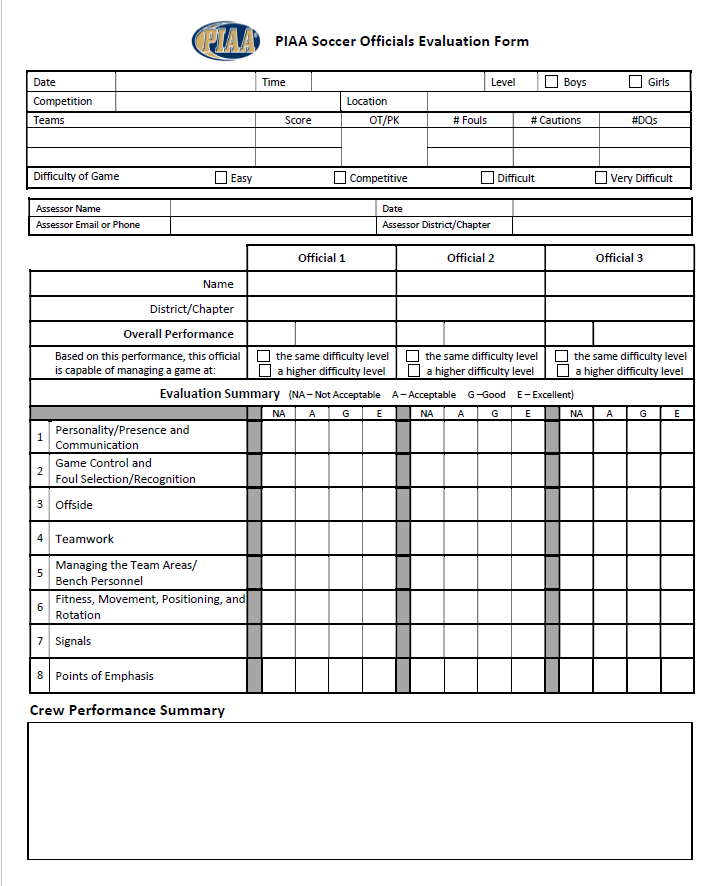 PIAA
PIAA Soccer Officials Evaluation Form
Date Time Level Boys Girls
Competition Location
Teams Score OT/PK # Fouls # Cautions #DQs
Difficulty of Game Easy Competitive Difficult Very Difficult
Assessor Name Date
Assessor Email or Phone Assessor District/Chapter
Official 1 Official 2 Official 3
Name
District/Chapter
Overall Performance
Based on this performance, this official the same difficulty level the same difficulty level the same difficulty level
is capable of managing a game at: a higher difficulty level a higher difficulty level a higher difficulty level
Evaluation Summary (NA – Not Acceptable A – Acceptable G –Good E – Excellent)
NA A G E NA A G E NA A G E
1 Personality/Presence and
Communication
2 Game Control and
Foul Selection/Recognition
3 Offside
4 Teamwork
5 Managing the Team Areas/
Bench Personnel
6 Fitness, Movement, Positioning, and
Rotation
7 Signals
8 Points of Emphasis
Crew Performance Summary